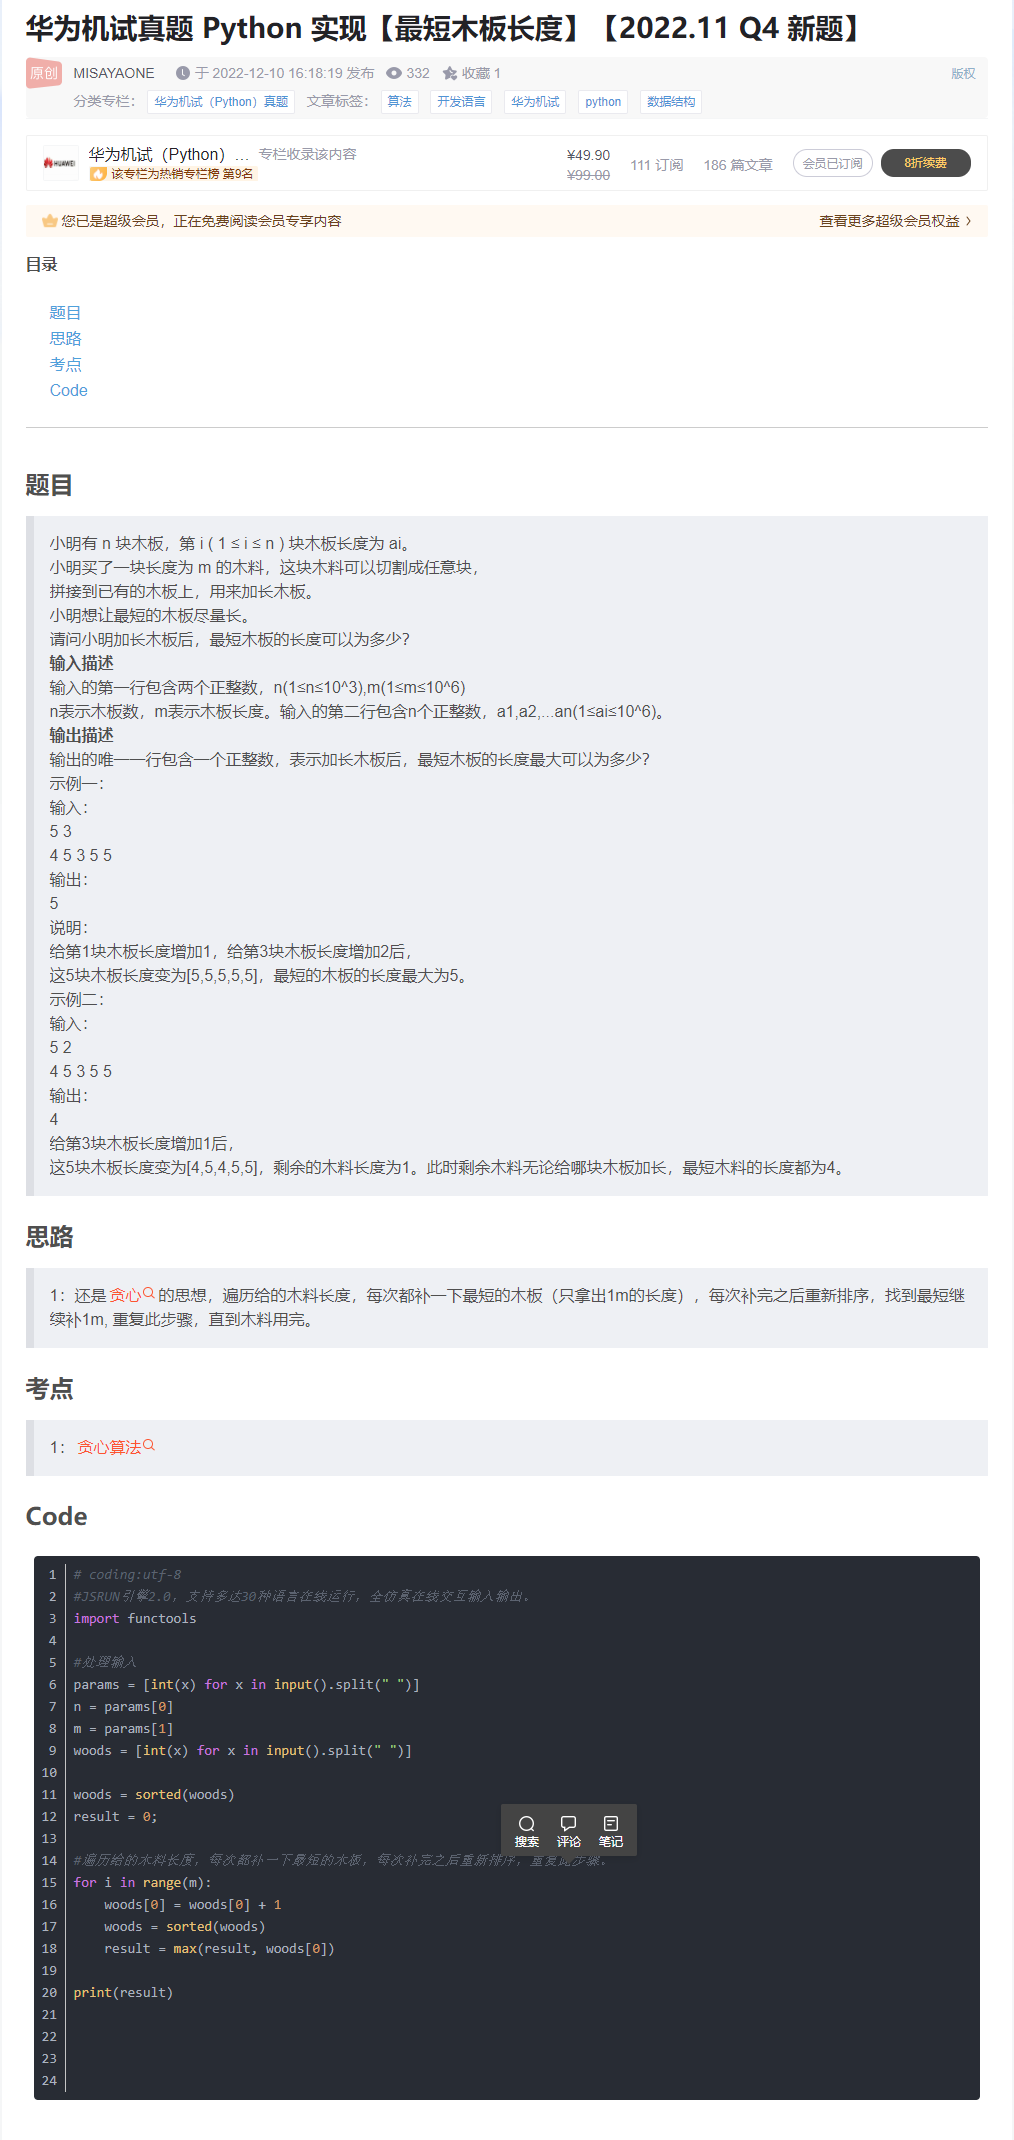 华为机试真题 Python 实现【最短木板长度】【2022.11 Q4 新题】
原创 MISAYAONE 于 2022-12-10 16:18:19 发布 332 收藏 1 版权
分类专栏： 华为机试（Python）真题 文章标签： 算法 开发语言 华为机试 python 数据结构
HUAWEI 华为机试（Python）... 专栏收录该内容
该专栏为热销专栏榜 第9名
¥49.90
¥99.00
111 订阅 186 篇文章 会员已订阅 8折续费
您已是超级会员，正在免费阅读会员专享内容 查看更多超级会员权益 >
目录
题目
思路
考点
Code
题目
小明有 n 块木板，第 i ( 1 ≤ i ≤ n ) 块木板长度为 ai。
小明买了一块长度为 m 的木料，这块木料可以切割成任意块，
拼接到已有的木板上，用来加长木板。
小明想让最短的木板尽量长。
请问小明加长木板后，最短木板的长度可以为多少？
输入描述
输入的第一行包含两个正整数，n(1≤n≤10^3),m(1≤m≤10^6)
n表示木板数，m表示木板长度。输入的第二行包含n个正整数，a1,a2,...an(1≤ai≤10^6)。
输出描述
输出的唯一一行包含一个正整数，表示加长木板后，最短木板的长度最大可以为多少？
示例一：
输入：
5 3
4 5 3 5 5
输出：
5
说明：
给第1块木板长度增加1，给第3块木板长度增加2后，
这5块木板长度变为[5,5,5,5,5]，最短的木板的长度最大为5。
示例二：
输入：
5 2
4 5 3 5 5
输出：
4
给第3块木板长度增加1后，
这5块木板长度变为[4,5,4,5,5]，剩余的木料长度为1。此时剩余木料无论给哪块木板加长，最短木料的长度都为4。
思路
1：还是 贪心 的思想，遍历给的木料长度，每次都补一下最短的木板（只拿出1m的长度），每次补完之后重新排序，找到最短继
续补1m, 重复此步骤，直到木料用完。
考点
1： 贪心算法
Code
1 # coding:utf-8
2 #JSRUN引擎2.0，支持多达30种语言在线运行，全仿真在线交互输入输出。
3 import functools
4
5 #处理输入
6 params = [int(x) for x in input().split(" ")]
7 n = params[0]
8 m = params[1]
9 woods = [int(x) for x in input().split(" ")]
10
11 woods = sorted(woods)
12 result = 0;
13
搜索 评论 笔记
14 #遍历给的木料长度，每次都补一下最短的木板，每次补完之后重新排序，重复此步骤。
15 for i in range(m):
16     woods[0] = woods[0] + 1
17     woods = sorted(woods)
18     result = max(result, woods[0])
19
20 print(result)
21
22
23
24